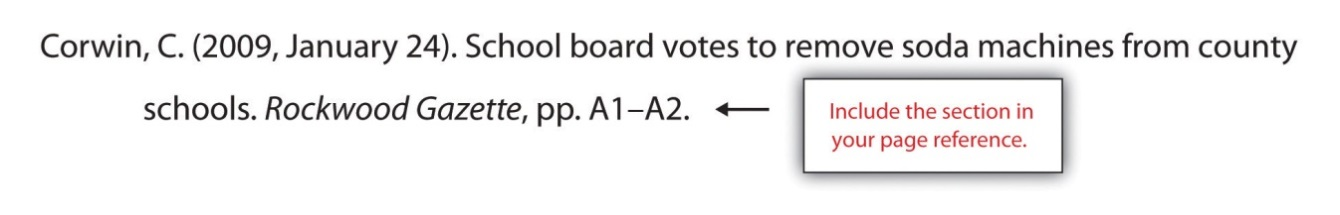 Corwin, C. (2009, January 24). School board votes to remove soda machines from county
schools. Rockwood Gazette, pp. A1–A2.
Include the section in
your page reference.